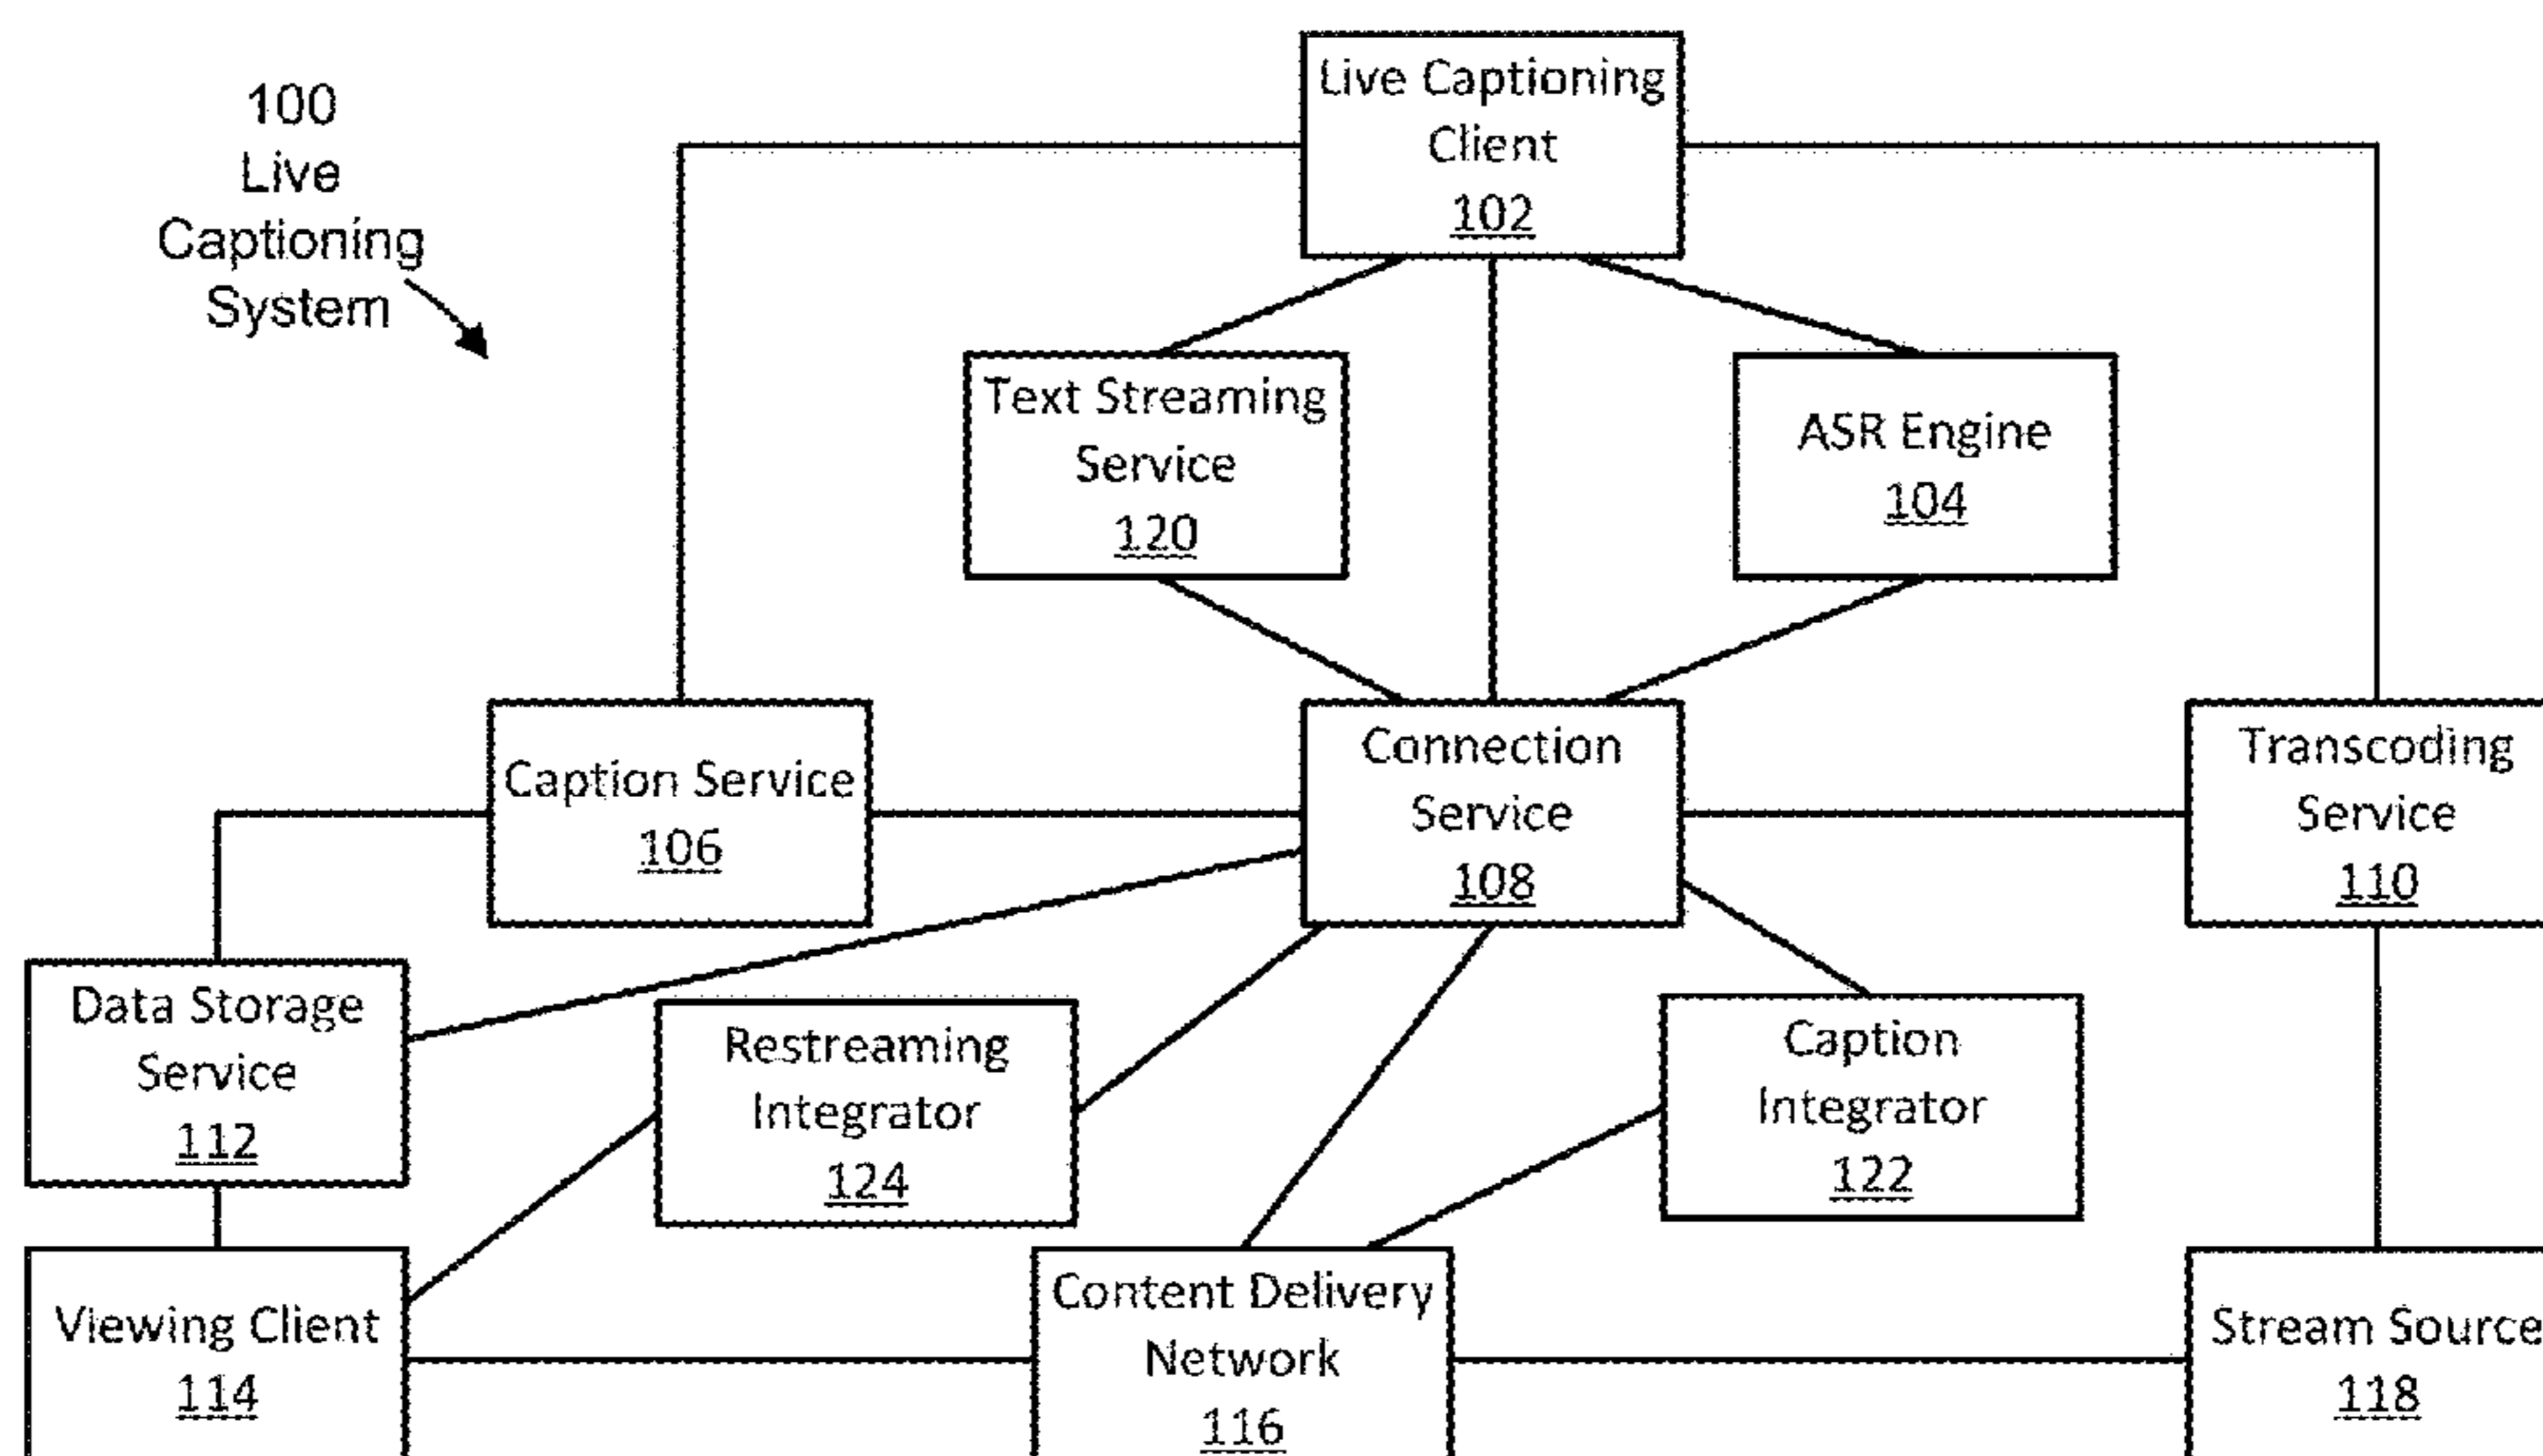 100
Live
Captioning
System
Live Captioning
Client
102
Text Streaming
Service
120
ASR Engine
104
Caption Service
106
Connection
Service
108
Transcoding
Service
110
Data Storage
Service
112
Restreaming
Integrator
124
Caption
Integrator
122
Viewing Client
114
Content Delivery
Network
116
Stream Source
118